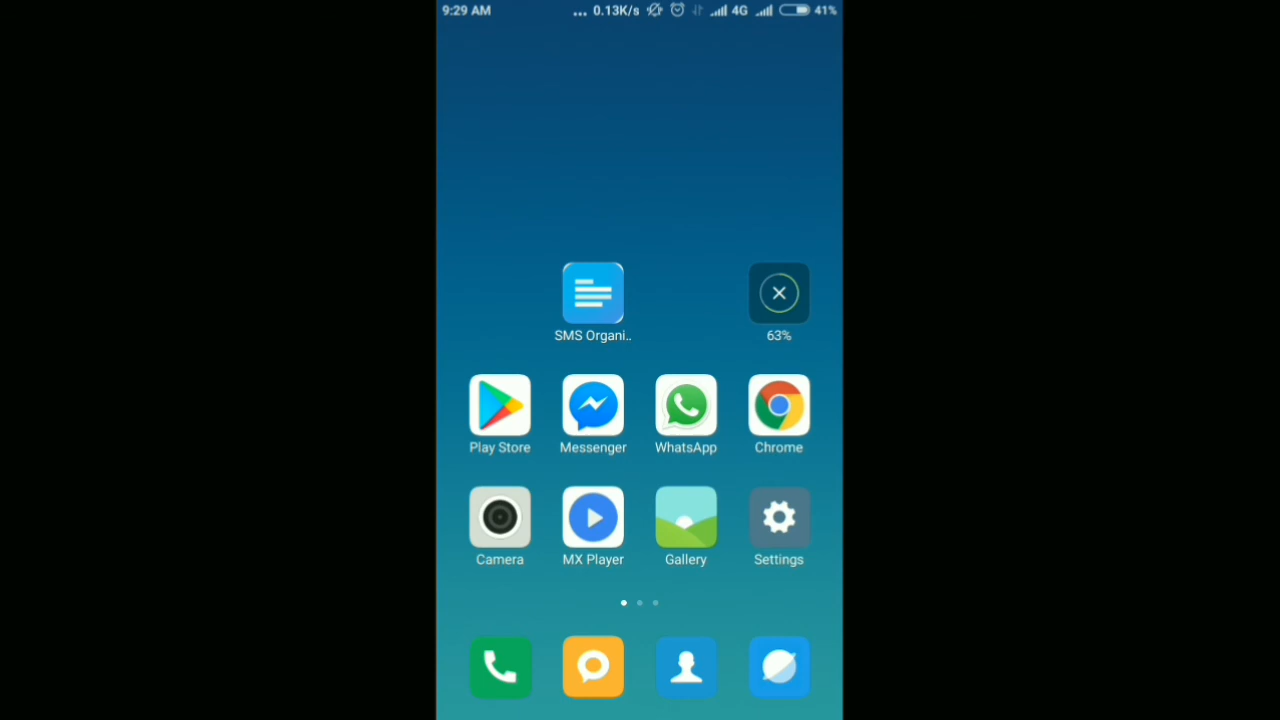 9:29 AM ... 0.13K/s 4G 41%
SMS Organi.. 63%
Play Store Messenger WhatsApp Chrome
Camera MX Player Gallery Settings